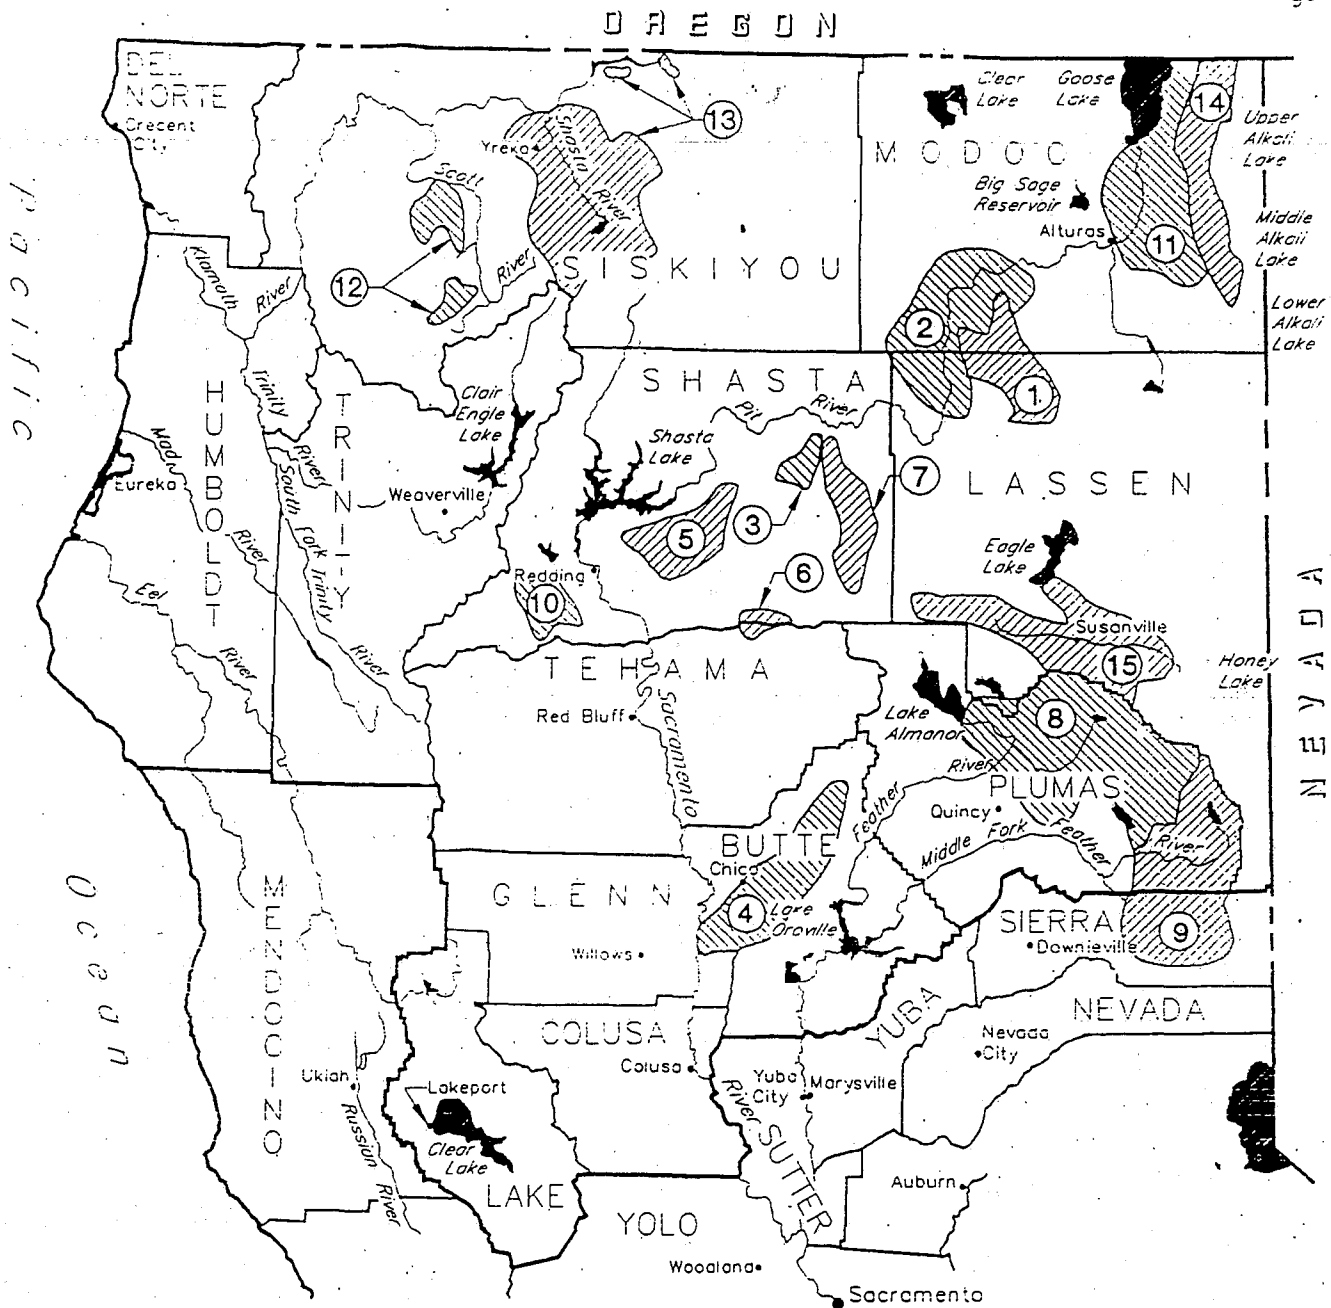 OREGON
DEL
NORTE
Crecent
City
13
Clear
Lake
Goose
Lake
14
Upper
Alkali
Lake
Yreka
Shasta
River
MODOC
Scott
River
Big Sage
Reservoir
Alturas
11
Middle
Alkali
Lake
Pacific
Klamath
River
12
SISKIYOU
2
Lower
Alkali
Lake
HUMBOLDT
Trinity
River
TRINITY
Clair
Engle
Lake
SHASTA
Pit River
1
Shasta
Lake
7
LASSEN
Mad
River
Eureka
South Fork Trinity
River
Weaverville
3
5
Eagle
Lake
6
Redding
10
NEVADA
Eel
River
Susanville
15
Honey
Lake
TEHAMA
Red Bluff
Sacramento
Lake
Almanor
8
River
Feather
PLUMAS
Quincy
Middle Fork Feather
River
BUTTE
Chico
4
Lake
Oroville
Ocean
MENDOCINO
GLENN
Willows
SIERRA
Downieville
9
COLUSA
Colusa
YUBA
NEVADA
Nevada
City
Ukiah
Russian
River
Lakeport
Clear
Lake
LAKE
River
Yuba
City
Marysville
SUTTER
Auburn
YOLO
Woodland
Sacramento